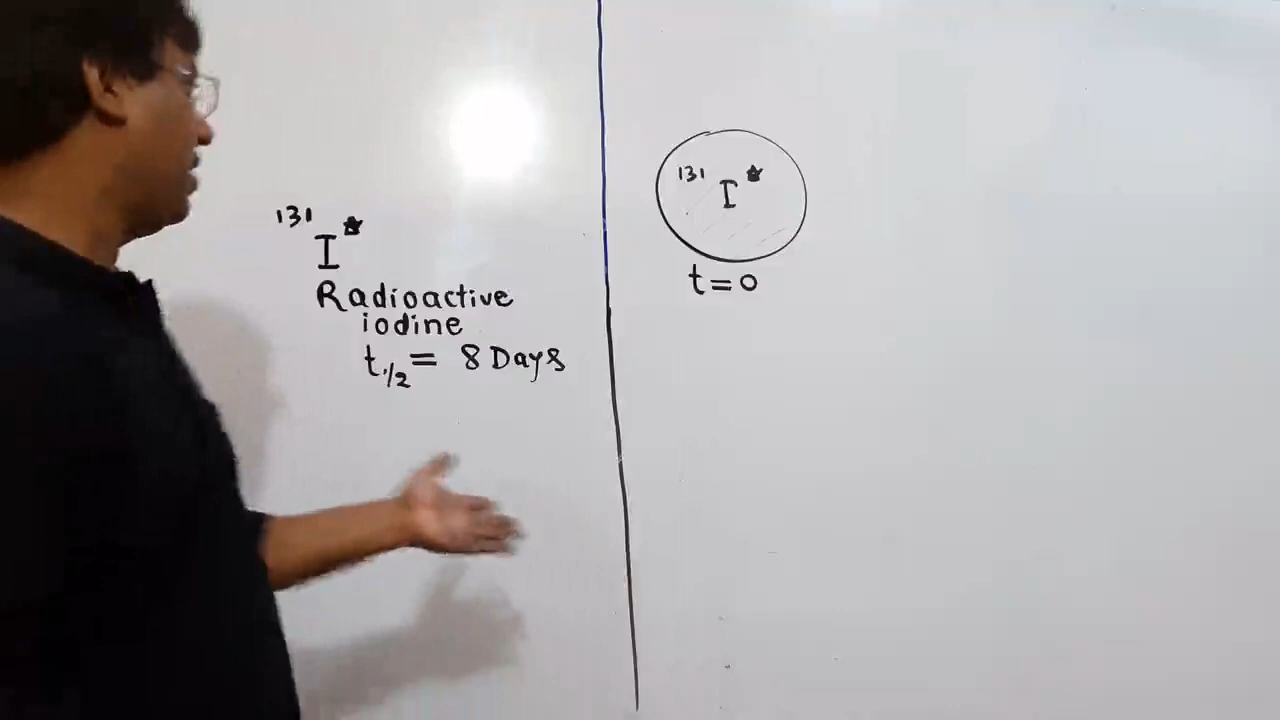 131
I*
Radioactive
iodine
t1/2 = 8 Days
131
I*
t=0